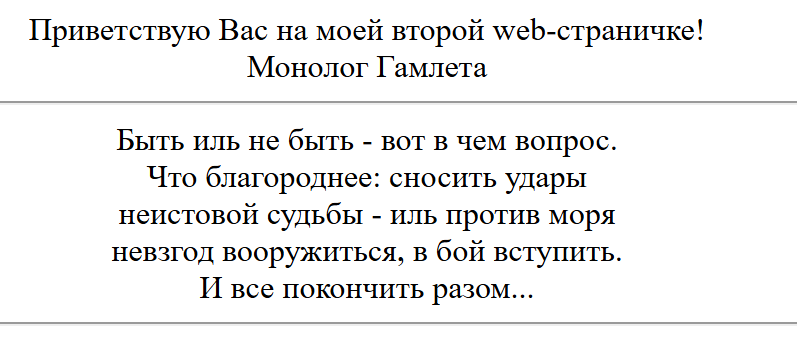 Приветствую Вас на моей второй web-страничке!
Монолог Гамлета
Быть иль не быть - вот в чем вопрос.
Что благороднее: сносить удары
неистовой судьбы - иль против моря
невзгод вооружиться, в бой вступить.
И все покончить разом...